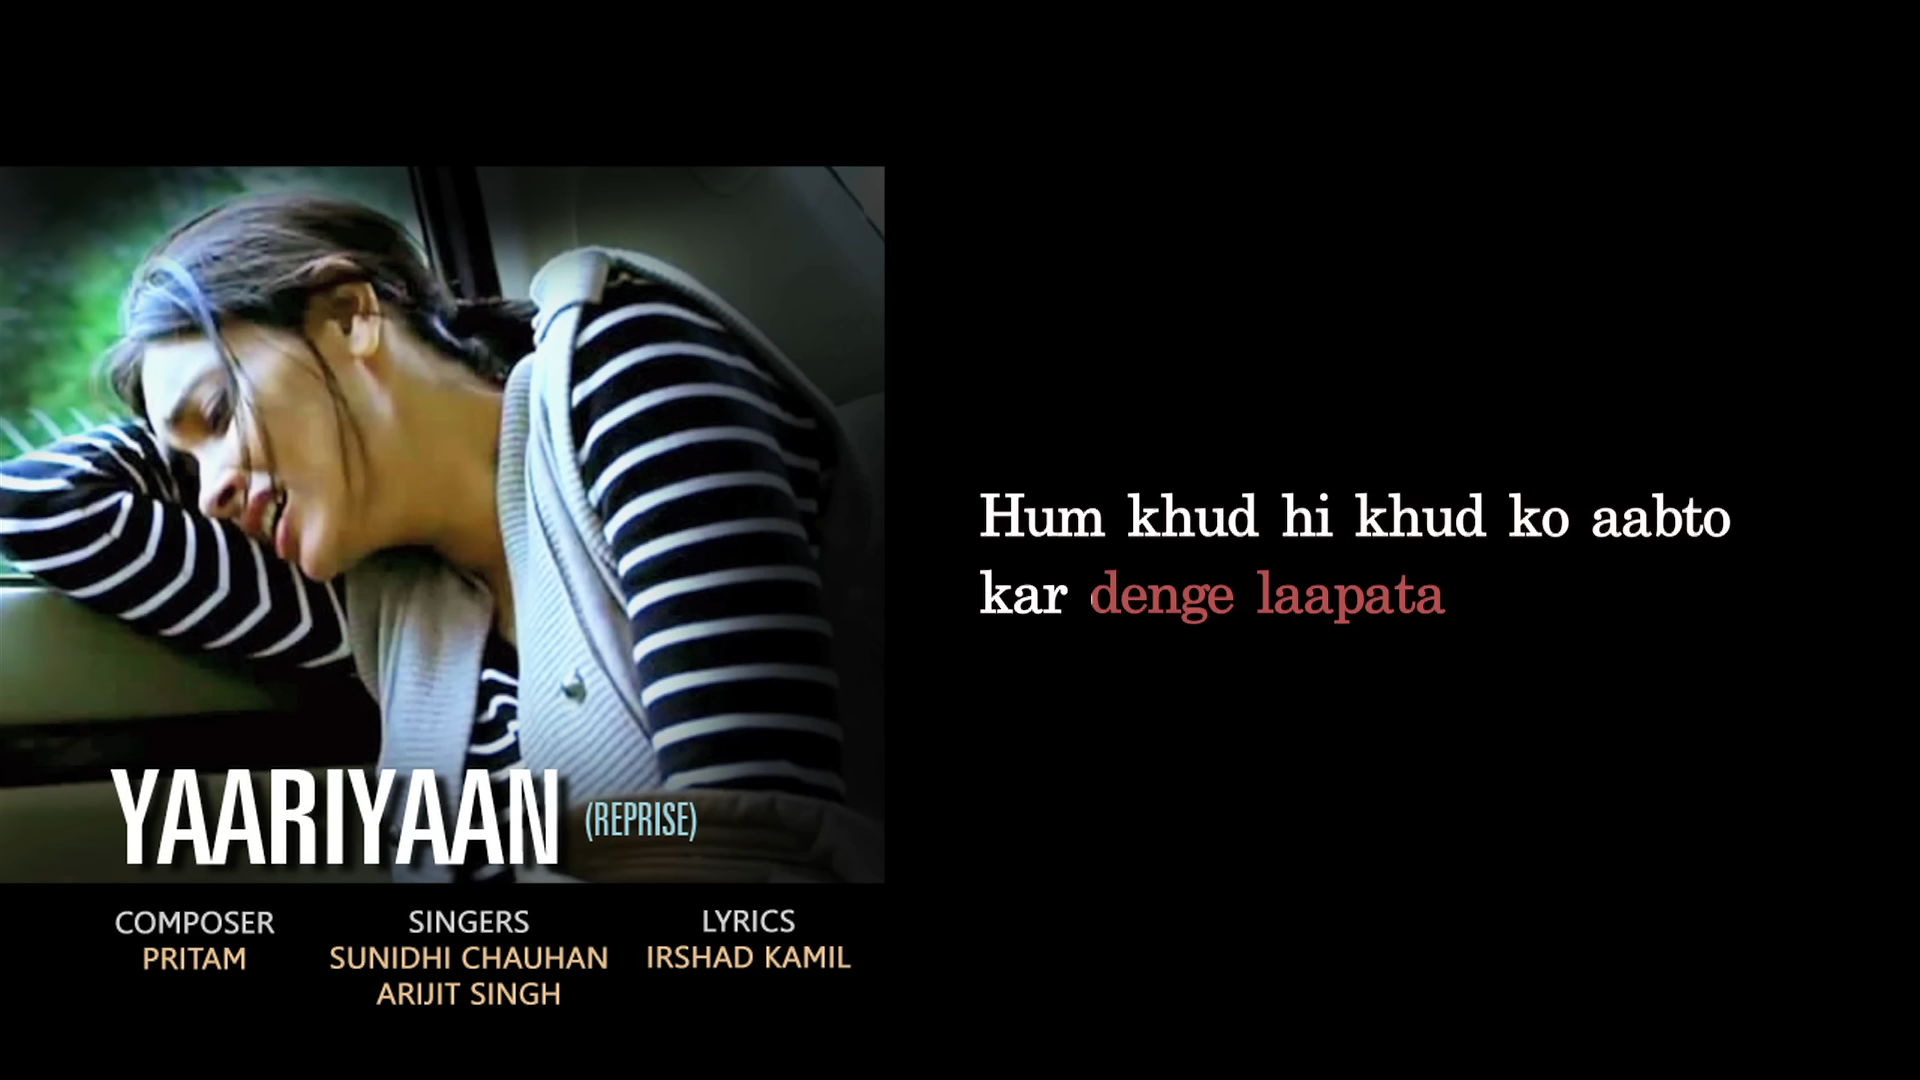 Hum khud hi khud ko aabto
kar denge laapata
YAARIYAAN (REPRISE)
COMPOSER
PRITAM
SINGERS
SUNIDHI CHAUHAN
ARIJIT SINGH
LYRICS
IRSHAD KAMIL